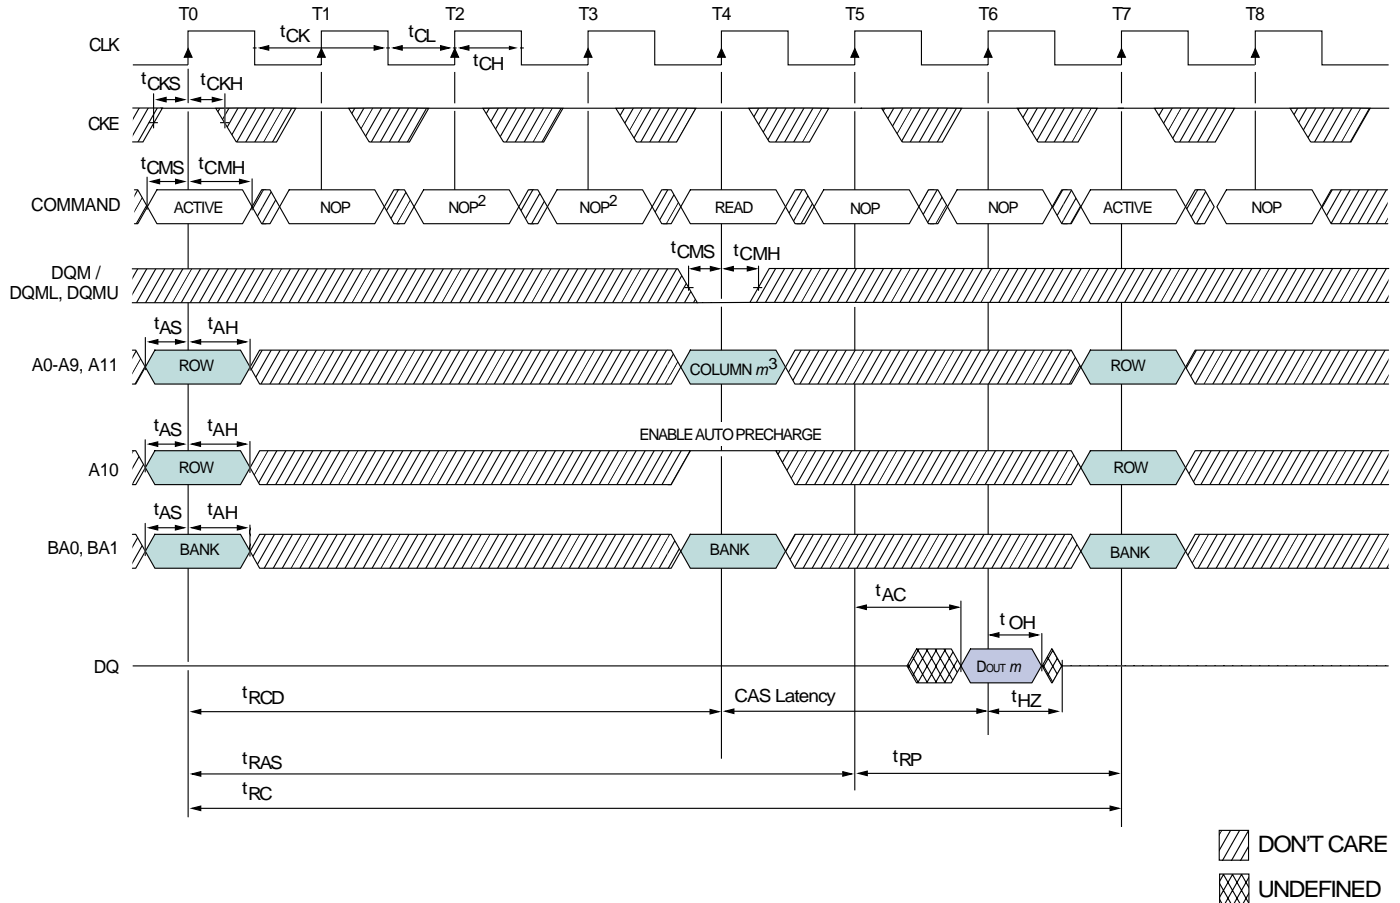 T0 T1 T2 T3 T4 T5 T6 T7 T8
CLK
tCK tCL
tCH
tCKS tCKH
CKE
tCMS tCMH
COMMAND ACTIVE NOP NOP2 NOP2 READ NOP NOP ACTIVE NOP
tCMS tCMH
DQM /
DQML, DQMU
tAS tAH
A0-A9, A11 ROW COLUMN m3 ROW
tAS tAH
ENABLE AUTO PRECHARGE
A10 ROW ROW
tAS tAH
BA0, BA1 BANK BANK BANK
tAC
tOH
DQ DOUT m
tRCD CAS Latency tHZ
tRAS tRP
tRC
DON'T CARE
UNDEFINED